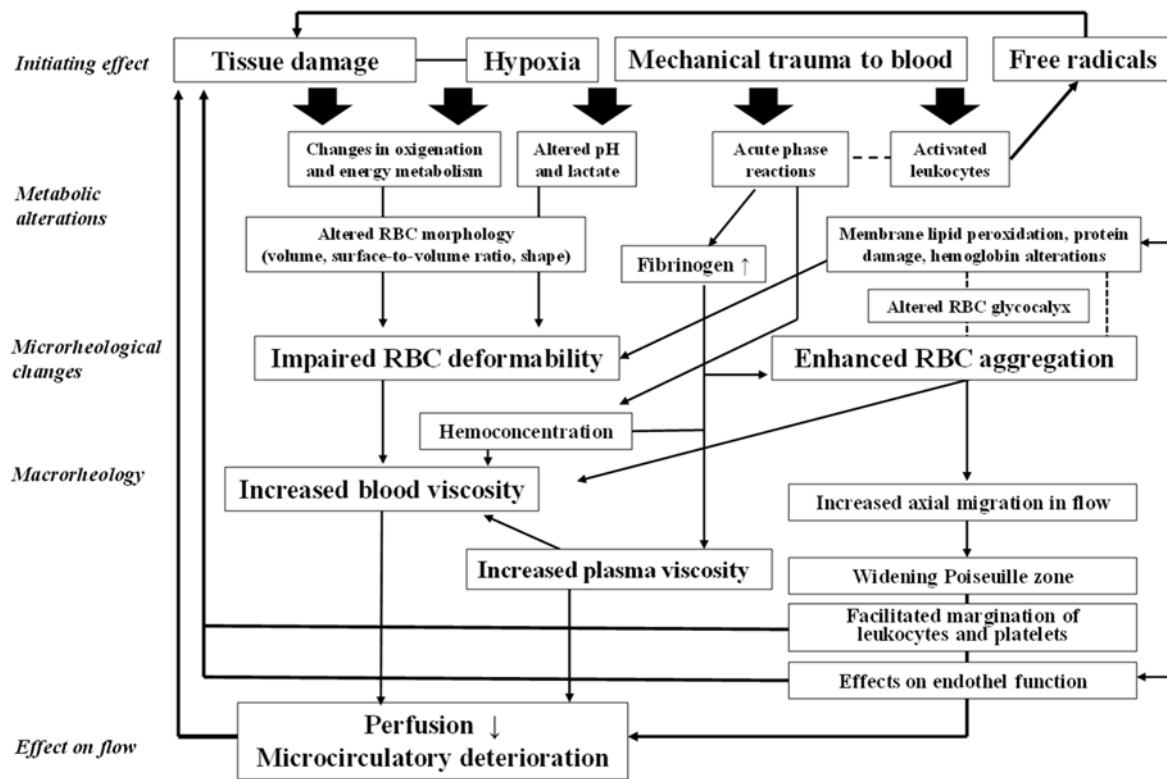 Initiating effect
Tissue damage
Hypoxia
Mechanical trauma to blood
Free radicals
Changes in oxigenation
and energy metabolism
Altered pH
and lactate
Acute phase
reactions
Activated
leukocytes
Metabolic
alterations
Altered RBC morphology
(volume, surface-to-volume ratio, shape)
Fibrinogen ↑
Membrane lipid peroxidation, protein
damage, hemoglobin alterations
Altered RBC glycocalyx
Microrheological
changes
Impaired RBC deformability
Enhanced RBC aggregation
Hemoconcentration
Macrorheology
Increased blood viscosity
Increased axial migration in flow
Increased plasma viscosity
Widening Poiseuille zone
Facilitated margination of
leukocytes and platelets
Effects on endothel function
Effect on flow
Perfusion ↓
Microcirculatory deterioration